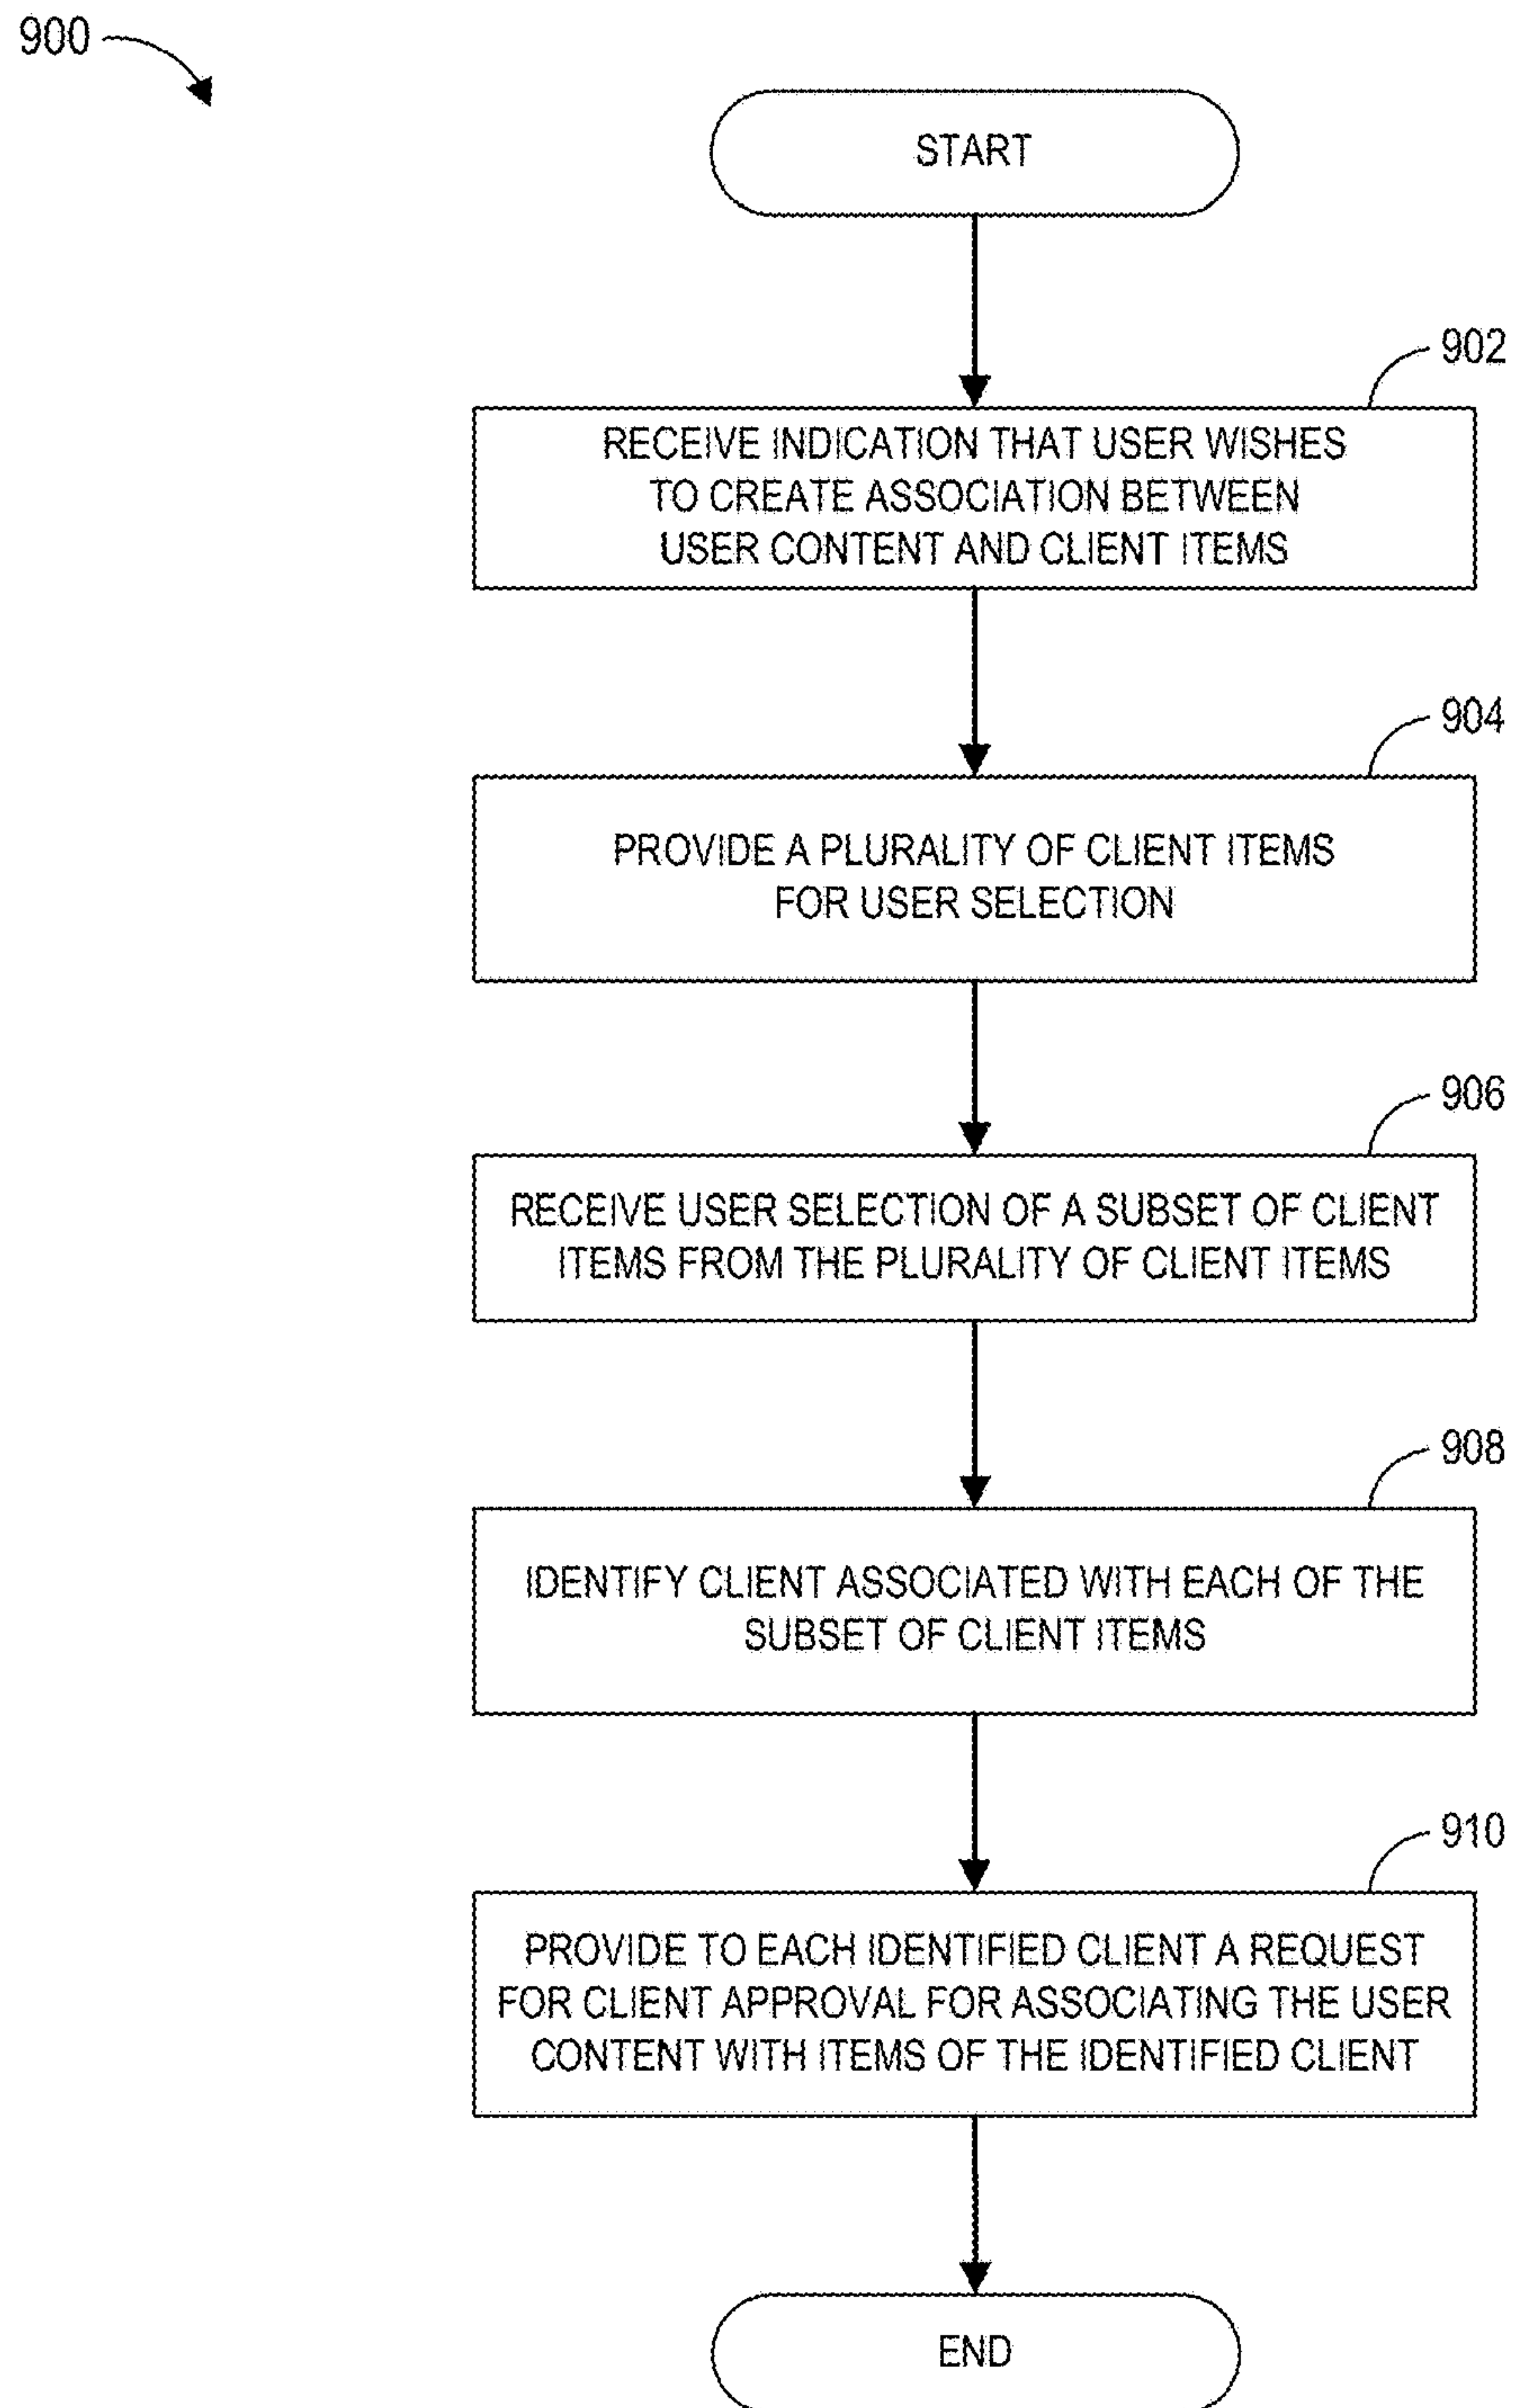 900
START
902
RECEIVE INDICATION THAT USER WISHES
TO CREATE ASSOCIATION BETWEEN
USER CONTENT AND CLIENT ITEMS
904
PROVIDE A PLURALITY OF CLIENT ITEMS
FOR USER SELECTION
906
RECEIVE USER SELECTION OF A SUBSET OF CLIENT
ITEMS FROM THE PLURALITY OF CLIENT ITEMS
908
IDENTIFY CLIENT ASSOCIATED WITH EACH OF THE
SUBSET OF CLIENT ITEMS
910
PROVIDE TO EACH IDENTIFIED CLIENT A REQUEST
FOR CLIENT APPROVAL FOR ASSOCIATING THE USER
CONTENT WITH ITEMS OF THE IDENTIFIED CLIENT
END